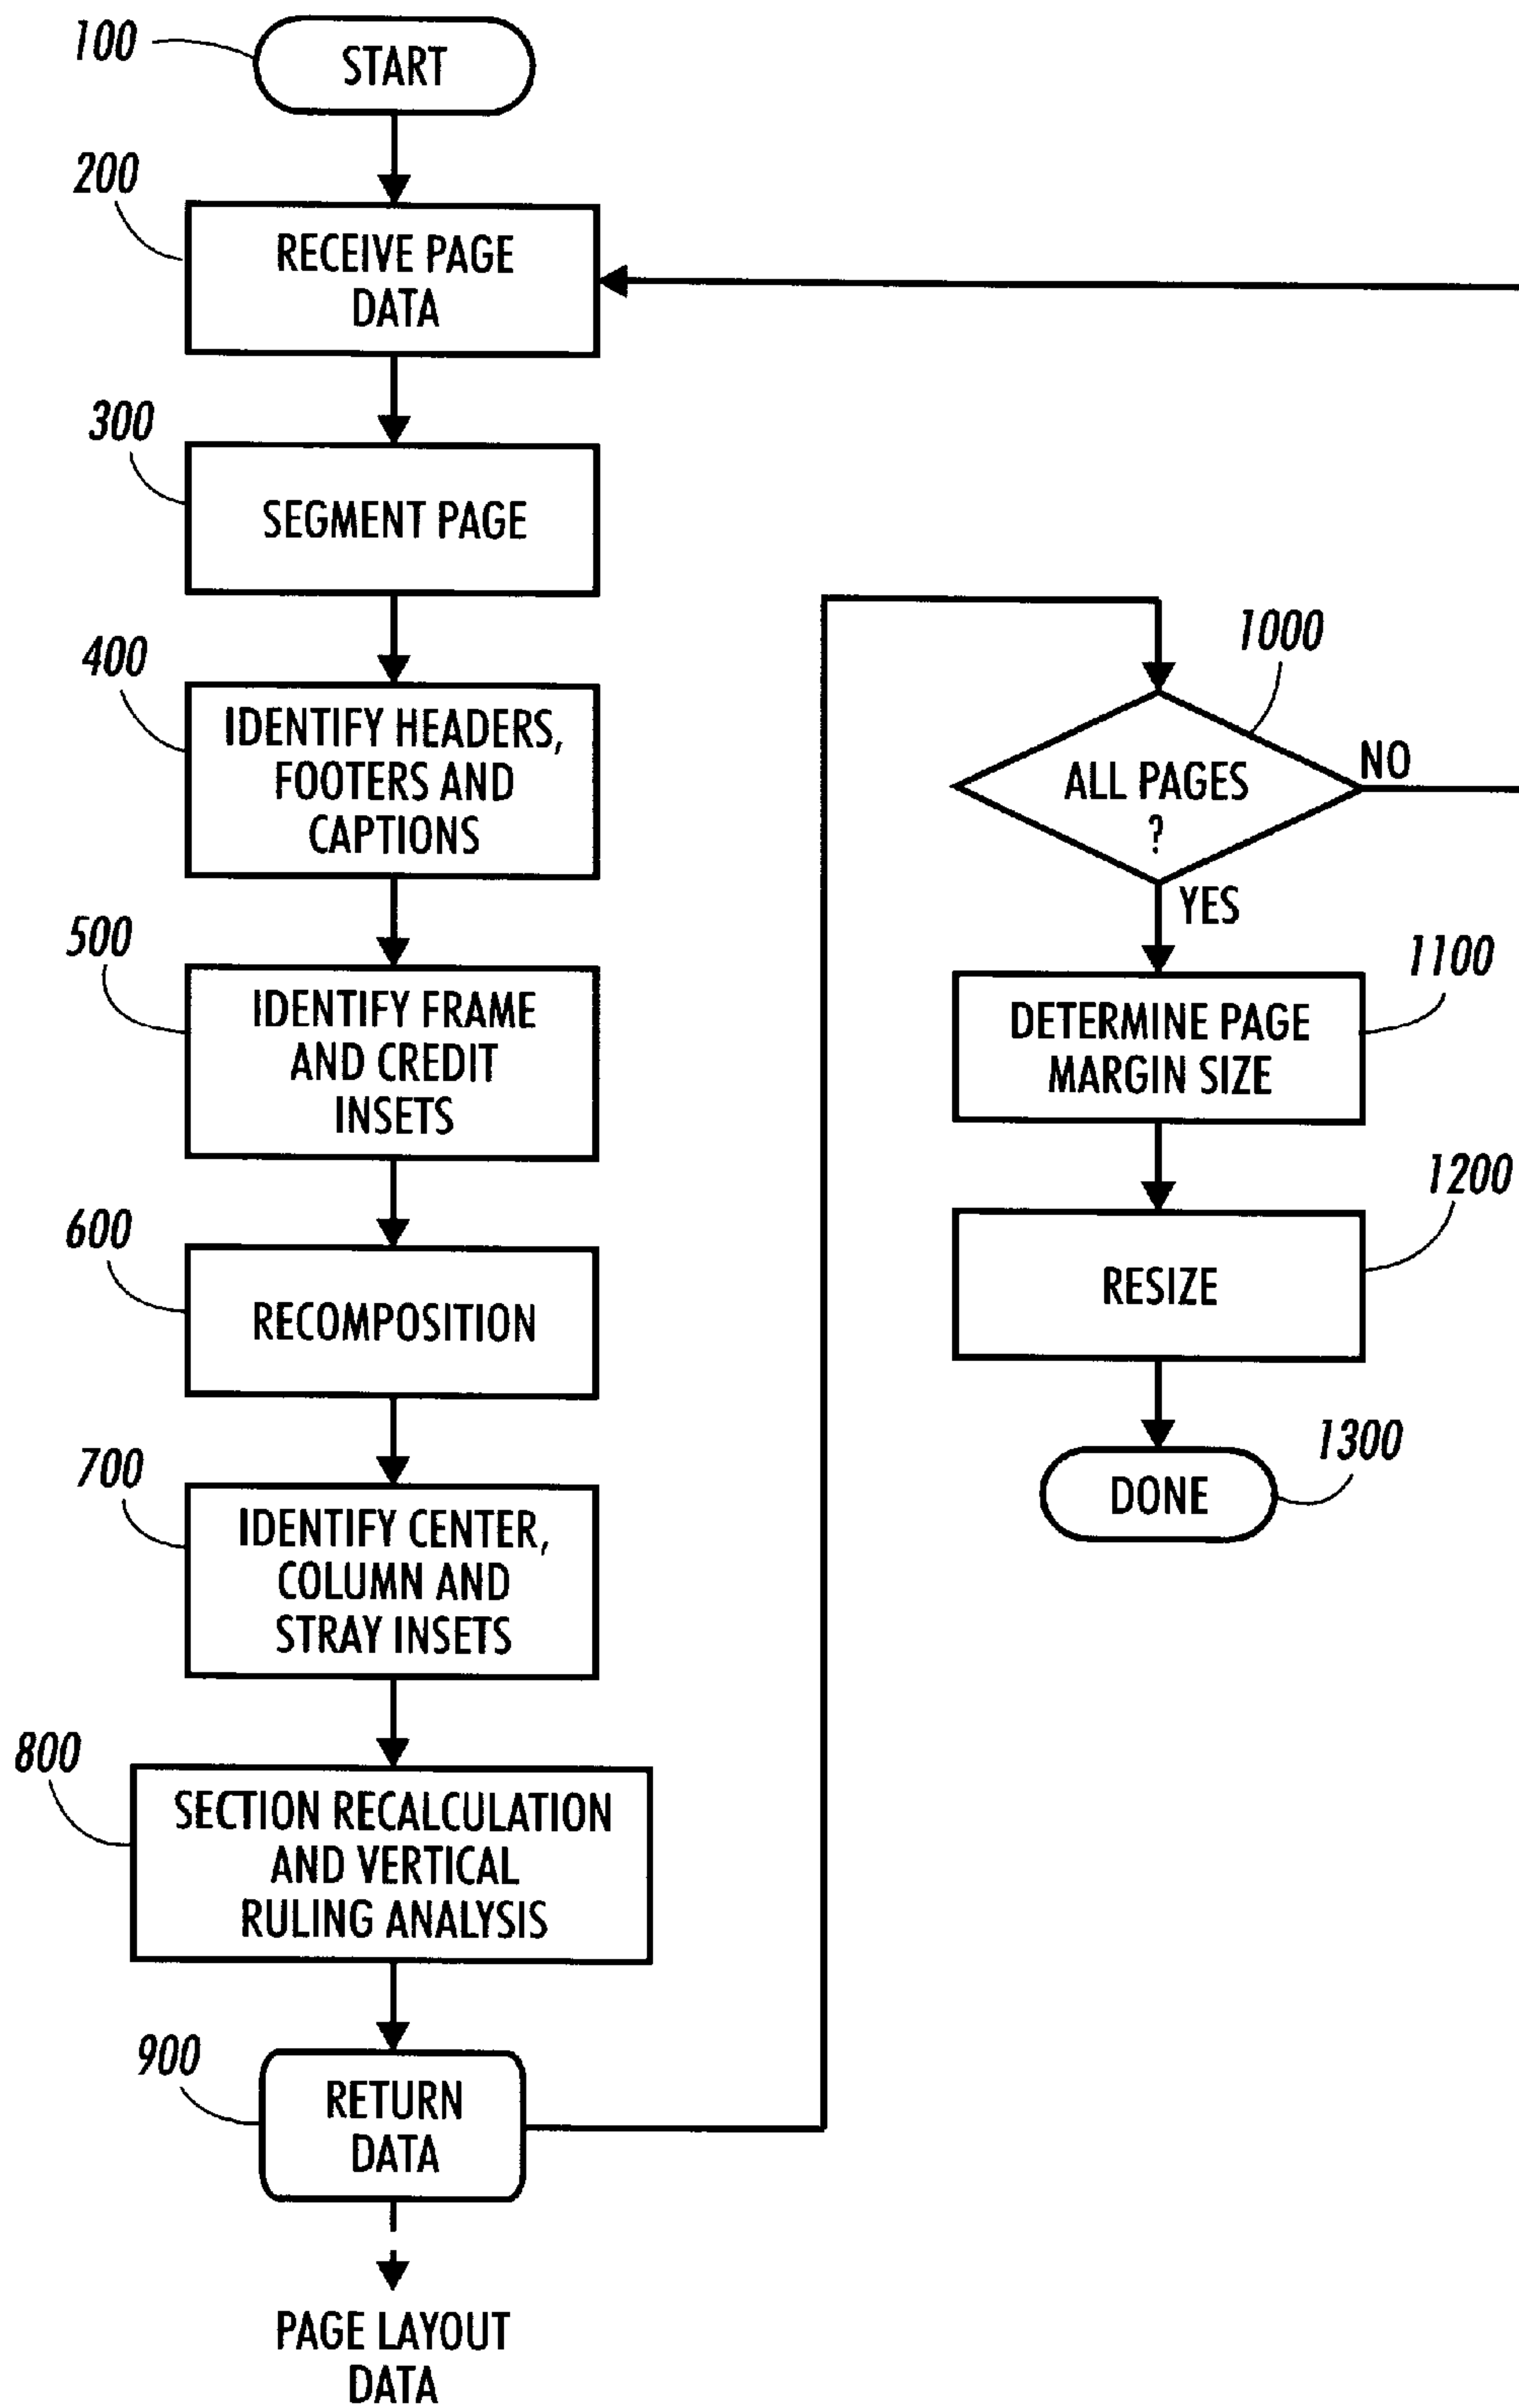 100
START
200
RECEIVE PAGE
DATA
300
SEGMENT PAGE
400
IDENTIFY HEADERS,
FOOTERS AND
CAPTIONS
500
IDENTIFY FRAME
AND CREDIT
INSETS
600
RECOMPOSITION
700
IDENTIFY CENTER,
COLUMN AND
STRAY INSETS
800
SECTION RECALCULATION
AND VERTICAL
RULING ANALYSIS
900
RETURN
DATA
PAGE LAYOUT
DATA
1000
ALL PAGES
?
NO
YES
1100
DETERMINE PAGE
MARGIN SIZE
1200
RESIZE
1300
DONE